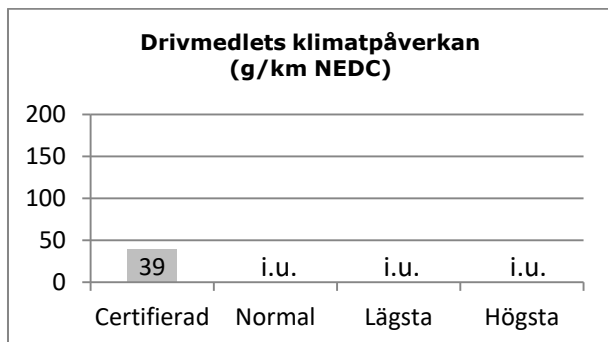 Drivmedlets klimatpåverkan
(g/km NEDC)
200
150
100
50
0
39 i.u. i.u. i.u.
Certifierad Normal Lägsta Högsta